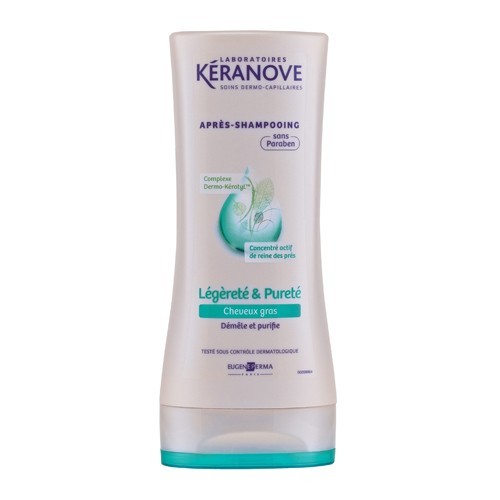 LABORATOIRES
KÉRANOVE
SOINS DERMO-CAPILLAIRES
APRÈS-SHAMPOOING
sans
Paraben
Complexe
Dermo-Kératyl™
Concentré actif
de reine des prés
Légèreté & Pureté
Cheveux gras
Démêle et purifie
TESTÉ SOUS CONTRÔLE DERMATOLOGIQUE
EUGENE PERMA
PARIS